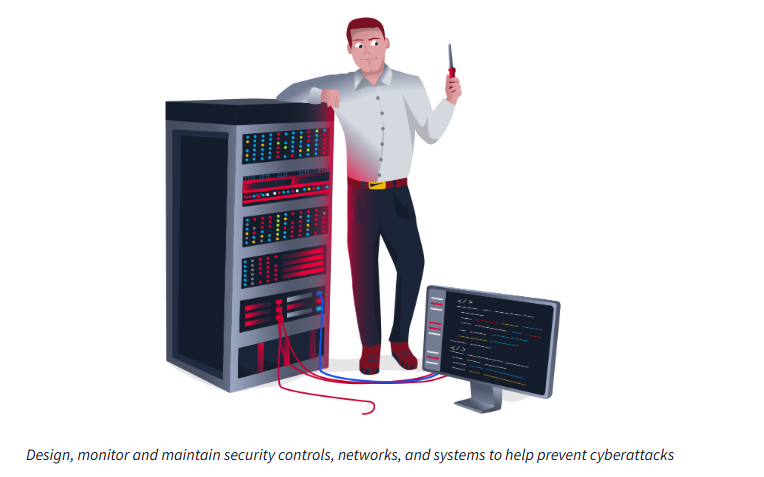 </>
</>
Design, monitor and maintain security controls, networks, and systems to help prevent cyberattacks